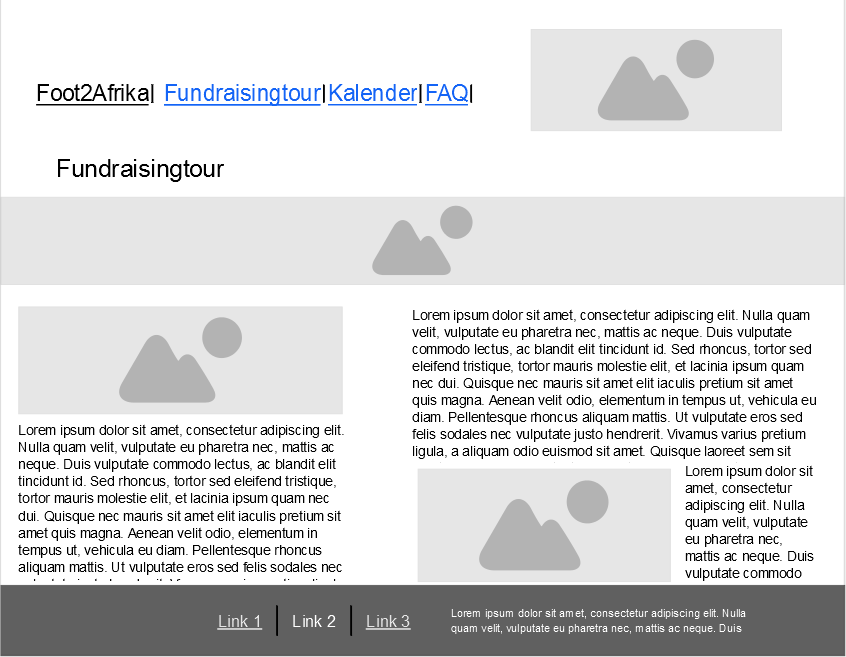 Foot2Afrika| Fundraisingtour|Kalender|FAQ|
Fundraisingtour
Lorem ipsum dolor sit amet, consectetur adipiscing elit.
Nulla quam velit, vulputate eu pharetra nec, mattis ac
neque. Duis vulputate commodo lectus, ac blandit elit
tincidunt id. Sed rhoncus, tortor sed eleifend tristique,
tortor mauris molestie elit, et lacinia ipsum quam nec
dui. Quisque nec mauris sit amet elit iaculis pretium sit
amet quis magna. Aenean velit odio, elementum in
tempus ut, vehicula eu diam. Pellentesque rhoncus
aliquam mattis. Ut vulputate eros sed felis sodales nec
Lorem ipsum dolor sit amet, consectetur adipiscing elit. Nulla quam
velit, vulputate eu pharetra nec, mattis ac neque. Duis vulputate
commodo lectus, ac blandit elit tincidunt id. Sed rhoncus, tortor sed
eleifend tristique, tortor mauris molestie elit, et lacinia ipsum quam
nec dui. Quisque nec mauris sit amet elit iaculis pretium sit amet
quis magna. Aenean velit odio, elementum in tempus ut, vehicula eu
diam. Pellentesque rhoncus aliquam mattis. Ut vulputate eros sed
felis sodales nec vulputate justo hendrerit. Vivamus varius pretium
ligula, a aliquam odio euismod sit amet. Quisque laoreet sem sit
Lorem ipsum dolor sit
amet, consectetur
adipiscing elit. Nulla
quam velit, vulputate
eu pharetra nec,
mattis ac neque. Duis
vulputate commodo
Link 1 | Link 2 | Link 3
Lorem ipsum dolor sit amet, consectetur adipiscing elit. Nulla
quam velit, vulputate eu pharetra nec, mattis ac neque. Duis